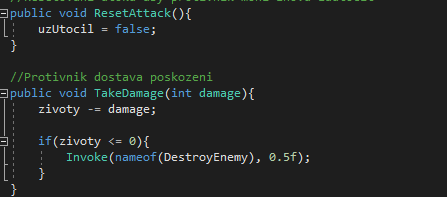 public void ResetAttack(){
uzUtocil = false;
}
//Protivnik dostava poskozeni
public void TakeDamage(int damage){
zivoty -= damage;
if(zivoty <= 0){
Invoke(nameof(DestroyEnemy), 0.5f);
}
}